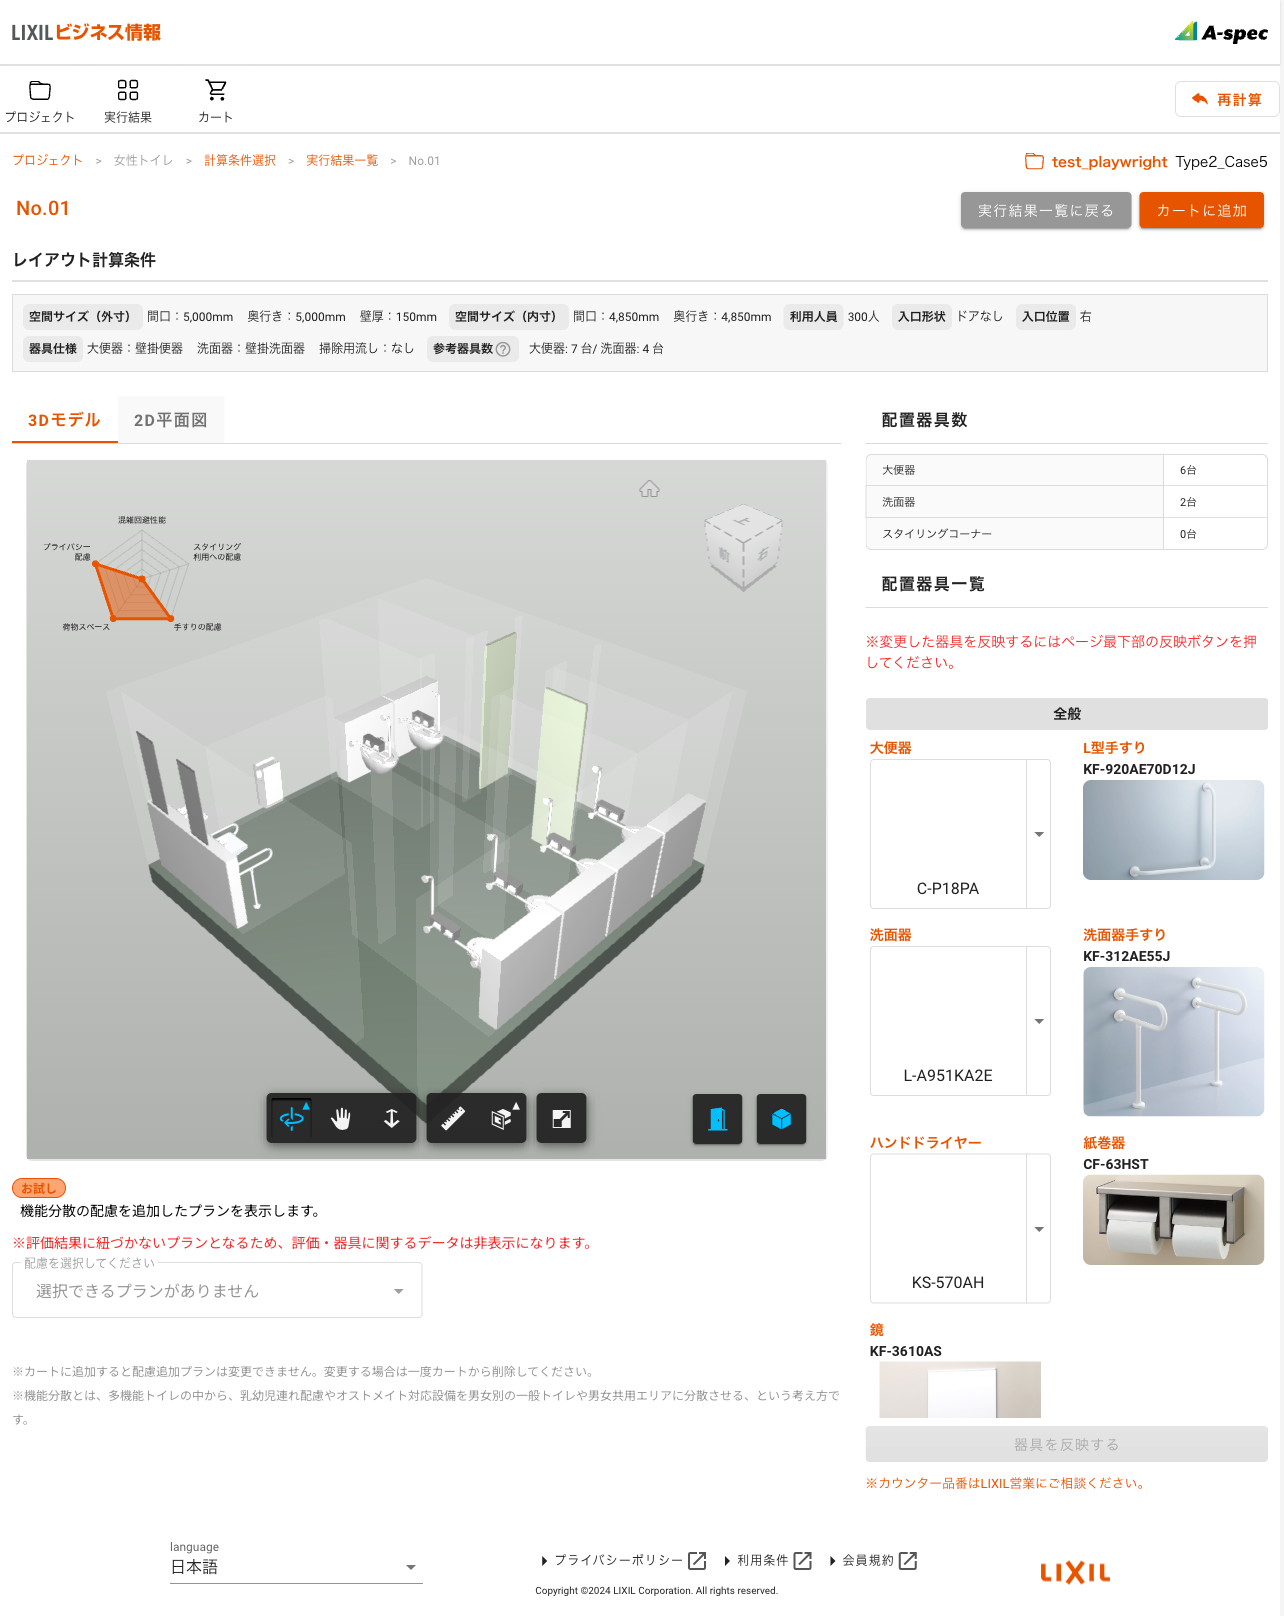 LIXILビジネス情報
A-spec
プロジェクト
実行結果
カート
再計算
プロジェクト > 女性トイレ > 計算条件選択 > 実行結果一覧 > No.01
test_playwright Type2_Case5
No.01
実行結果一覧に戻る
カートに追加
レイアウト計算条件
空間サイズ（外寸） 間口：5,000mm 奥行き：5,000mm 壁厚：150mm 空間サイズ（内寸） 間口：4,850mm 奥行き：4,850mm 利用人員 300人 入口形状 ドアなし 入口位置 右
器具仕様 大便器：壁掛便器 洗面器：壁掛洗面器 掃除用流し：なし 参考器具数 大便器: 7 台/ 洗面器: 4 台
3Dモデル
2D平面図
混雑回避性能
プライバシー
配慮
スタイリング
利用への配慮
荷物スペース
手すりの配慮
上
前
右
お試し
機能分散の配慮を追加したプランを表示します。
※評価結果に紐づかないプランとなるため、評価・器具に関するデータは非表示になります。
配慮を選択してください
選択できるプランがありません
※カートに追加すると配慮追加プランは変更できません。変更する場合は一度カートから削除してください。
※機能分散とは、多機能トイレの中から、乳幼児連れ配慮やオストメイト対応設備を男女別の一般トイレや男女共用エリアに分散させる、という考え方で
す。
配置器具数
大便器 6台
洗面器 2台
スタイリングコーナー 0台
配置器具一覧
※変更した器具を反映するにはページ最下部の反映ボタンを押
してください。
全般
大便器
C-P18PA
L型手すり
KF-920AE70D12J
洗面器
L-A951KA2E
洗面器手すり
KF-312AE55J
ハンドドライヤー
KS-570AH
紙巻器
CF-63HST
鏡
KF-3610AS
器具を反映する
※カウンター品番はLIXIL営業にご相談ください。
language
日本語
プライバシーポリシー
利用条件
会員規約
Copyright ©2024 LIXIL Corporation. All rights reserved.
LIXIL